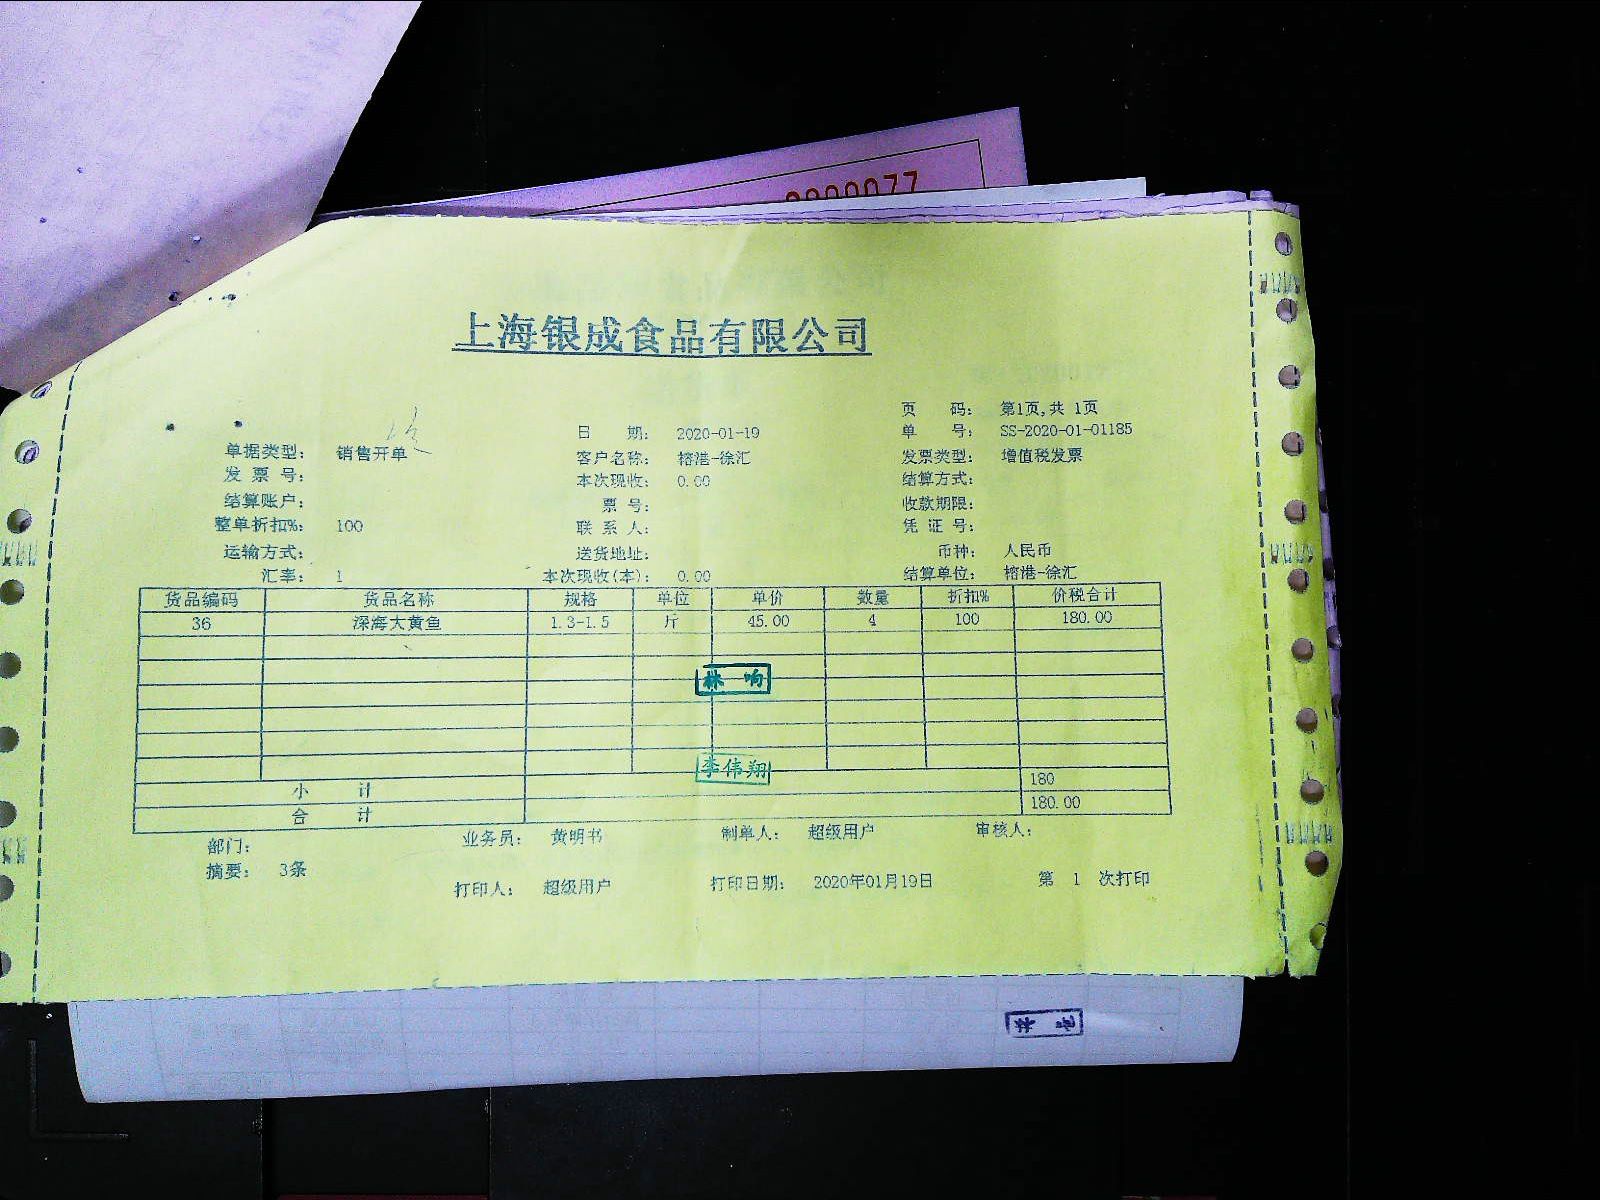 上海银成食品有限公司
页 码： 第1页,共 1页
单据类型： 销售开单 日 期： 2020-01-19 单 号： SS-2020-01-01185
发 票 号： 客户名称： 榕港-徐汇 发票类型： 增值税发票
结算账户： 本次现收： 0.00 结算方式：
票 号： 收款期限：
整单折扣%： 100 联 系 人： 凭 证 号：
运输方式： 送货地址： 币种： 人民币
汇率： 1 本次现收(本)： 0.00 结算单位： 榕港-徐汇
货品编码 货品名称 规格 单位 单价 数量 折扣% 价税合计
36 深海大黄鱼 1.3-1.5 斤 45.00 4 100 180.00
林 响
李伟翔
小 计 180
合 计 180.00
部门： 业务员： 黄明书 制单人： 超级用户 审核人：
摘要： 3条
打印人： 超级用户 打印日期： 2020年01月19日 第 1 次打印